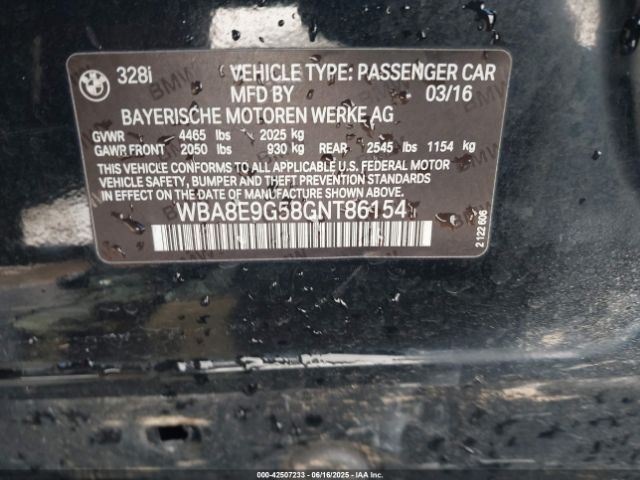 328i VEHICLE TYPE: PASSENGER CAR
MFD BY 03/16
BAYERISCHE MOTOREN WERKE AG
GVWR 4465 lbs 2025 kg
GAWR FRONT 2050 lbs 930 kg REAR 2545 lbs 1154 kg
THIS VEHICLE CONFORMS TO ALL APPLICABLE U.S. FEDERAL MOTOR
VEHICLE SAFETY, BUMPER AND THEFT PREVENTION STANDARDS
IN EFFECT ON THE DATE OF MANUFACTURE SHOWN ABOVE.
WBA8E9G58GNT86154
2 122 606
000-42507233 - 06/16/2025 - IAAI Inc.